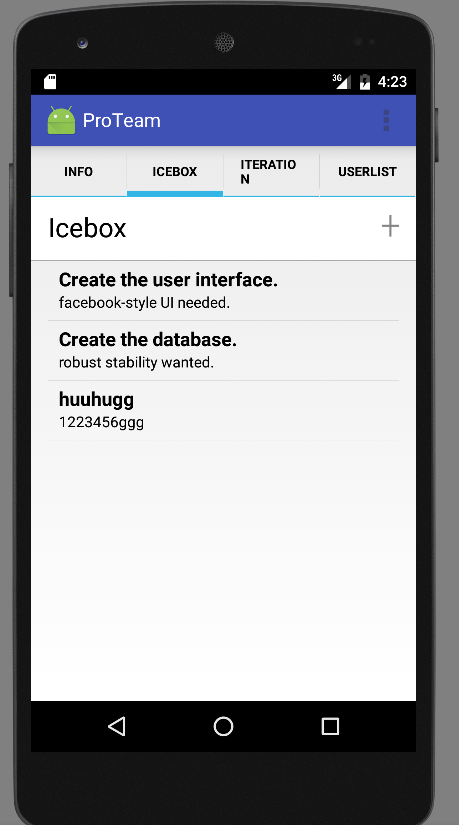 3G 4:23
ProTeam
INFO
ICEBOX
ITERATIO
N
USERLIST
Icebox
Create the user interface.
facebook-style UI needed.
Create the database.
robust stability wanted.
huuhugg
1223456ggg